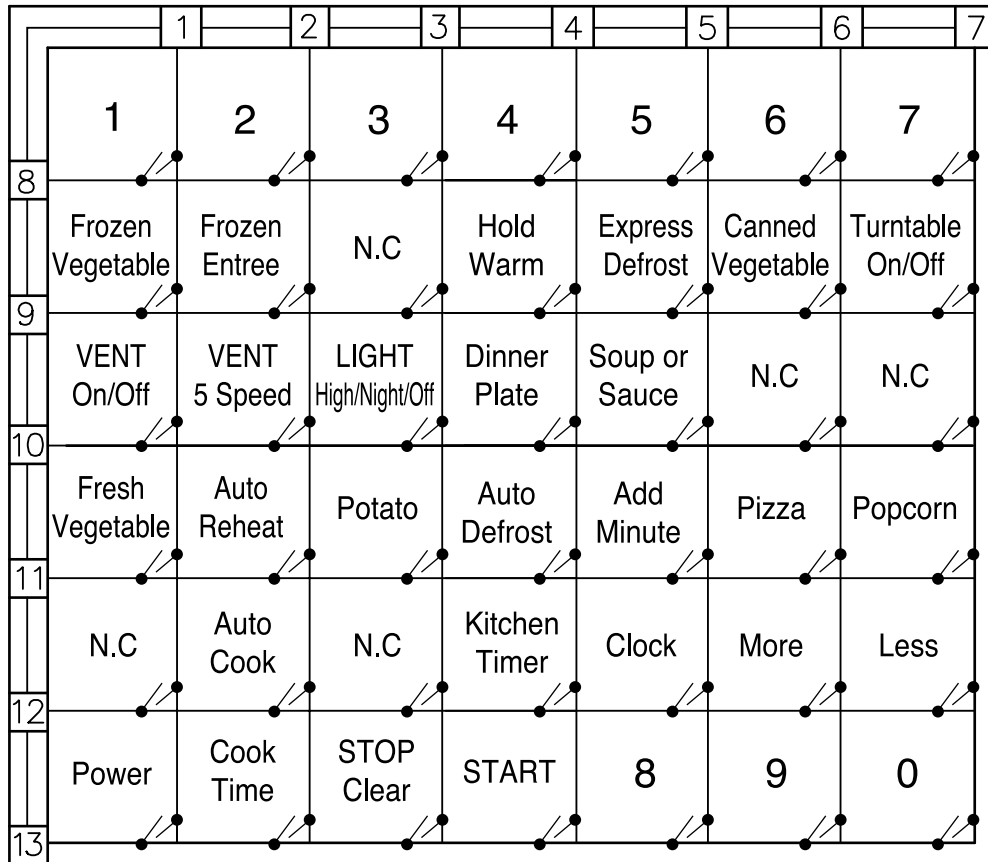 1 2 3 4 5 6 7
1 2 3 4 5 6 7
8
Frozen Frozen N.C Hold Express Canned Turntable
Vegetable Entree Warm Defrost Vegetable On/Off
9
VENT VENT LIGHT Dinner Soup or N.C N.C
On/Off 5 Speed High/Night/Off Plate Sauce
10
Fresh Auto Potato Auto Add Pizza Popcorn
Vegetable Reheat Defrost Minute
11
N.C Auto N.C Kitchen Clock More Less
Cook Timer
12
Power Cook STOP START 8 9 0
Time Clear
13